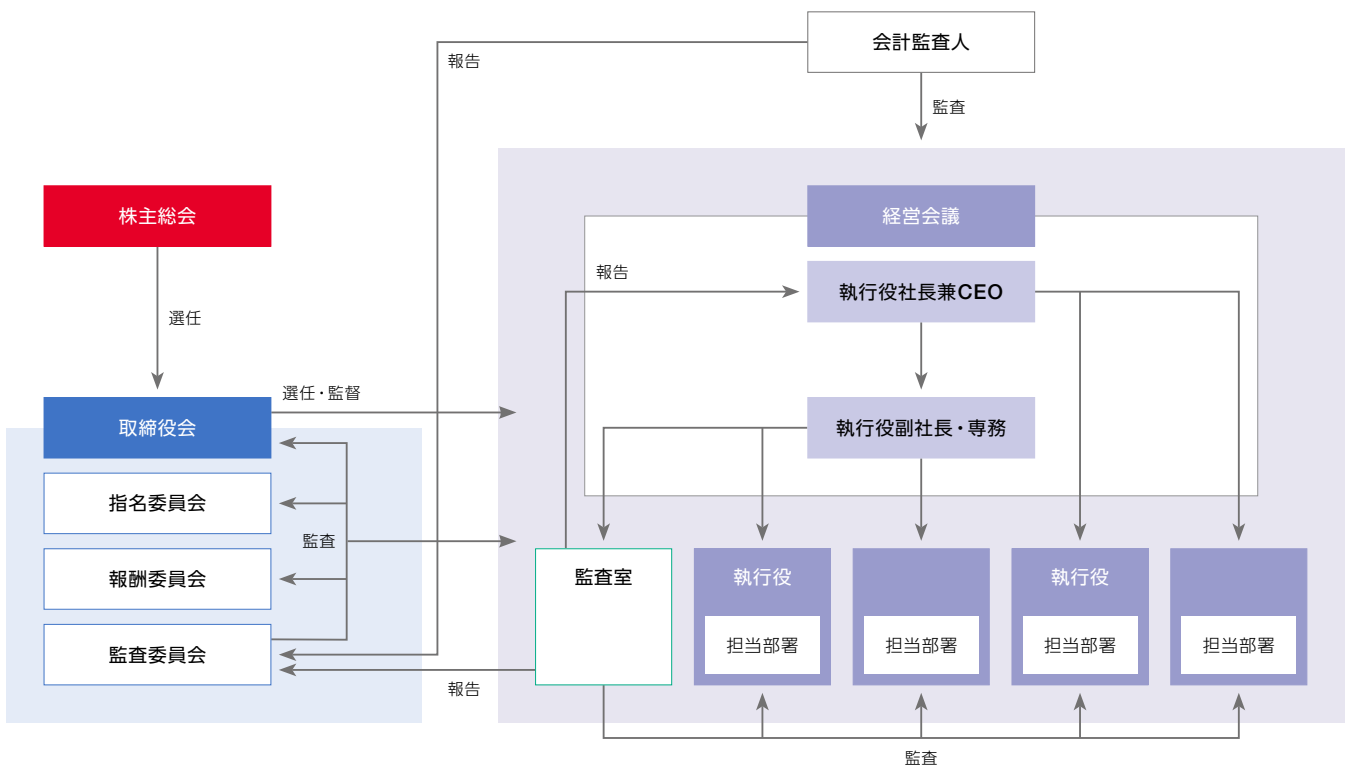 会計監査人
報告
監査
株主総会
経営会議
報告
執行役社長兼CEO
選任
選任・監督
取締役会
執行役副社長・専務
指名委員会
監査
報酬委員会
監査室
執行役
執行役
担当部署
担当部署
担当部署
担当部署
監査委員会
報告
監査